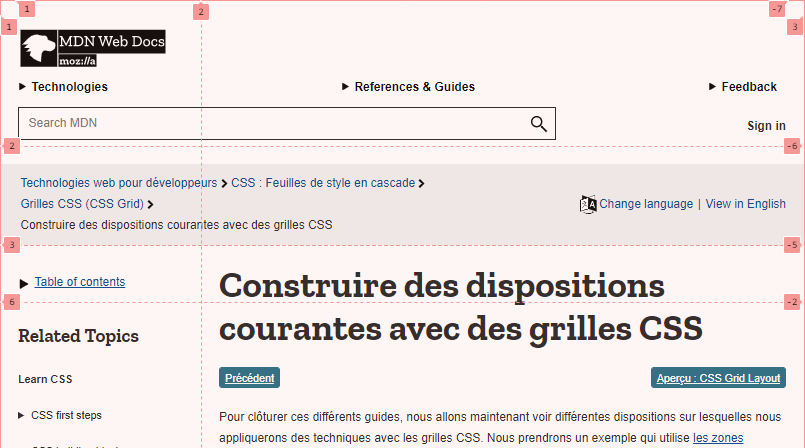 1
2
-7
1
3
MDN Web Docs
moz://a
Technologies
References & Guides
Feedback
Search MDN
Sign in
2
-6
Technologies web pour développeurs
CSS : Feuilles de style en cascade
Grilles CSS (CSS Grid)
Change language | View in English
Construire des dispositions courantes avec des grilles CSS
3
-5
Table of contents
Construire des dispositions
6
-2
courantes avec des grilles CSS
Related Topics
Précédent
Aperçu : CSS Grid Layout
Learn CSS
CSS first steps
Pour clôturer ces différents guides, nous allons maintenant voir différentes dispositions sur lesquelles nous
appliquerons des techniques avec les grilles CSS. Nous prendrons un exemple qui utilise les zones